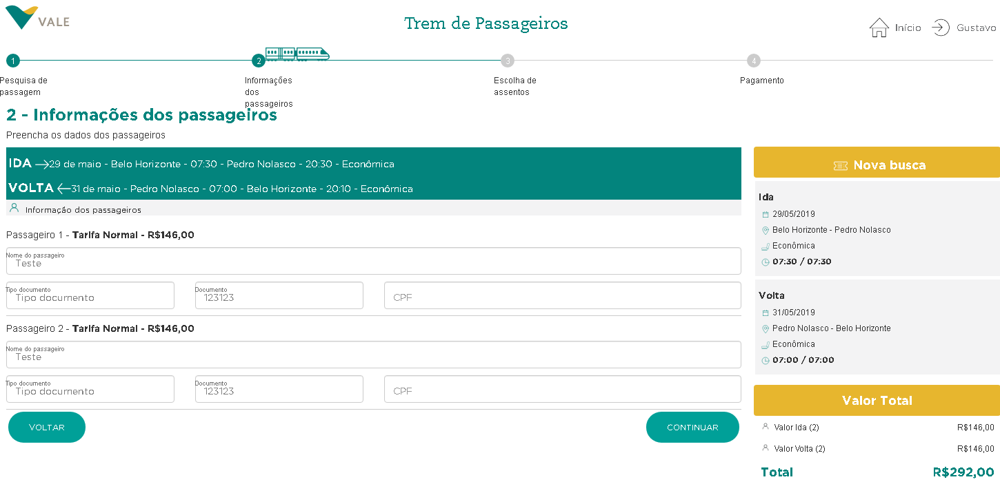 VALE
Trem de Passageiros
Início
Gustavo
1
2
3
4
Pesquisa de
passagem
Informações
dos
passageiros
Escolha de
assentos
Pagamento
2 - Informações dos passageiros
Preencha os dados dos passageiros
IDA 29 de maio - Belo Horizonte - 07:30 - Pedro Nolasco - 20:30 - Econômica
VOLTA 31 de maio - Pedro Nolasco - 07:00 - Belo Horizonte - 20:10 - Econômica
Informação dos passageiros
Passageiro 1 - Tarifa Normal - R$146,00
Nome do passageiro
Teste
Tipo documento
Tipo documento
Documento
123123
CPF
Passageiro 2 - Tarifa Normal - R$146,00
Nome do passageiro
Teste
Tipo documento
Tipo documento
Documento
123123
CPF
VOLTAR
CONTINUAR
Nova busca
Ida
29/05/2019
Belo Horizonte - Pedro Nolasco
Econômica
07:30 / 07:30
Volta
31/05/2019
Pedro Nolasco - Belo Horizonte
Econômica
07:00 / 07:00
Valor Total
Valor Ida (2) R$146,00
Valor Volta (2) R$146,00
Total R$292,00